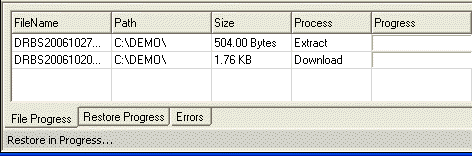 FileName Path Size Process Progress
DRBS20061027... C:\DEMO\ 504.00 Bytes Extract
DRBS20061020... C:\DEMO\ 1.76 KB Download
File Progress Restore Progress Errors
Restore in Progress...